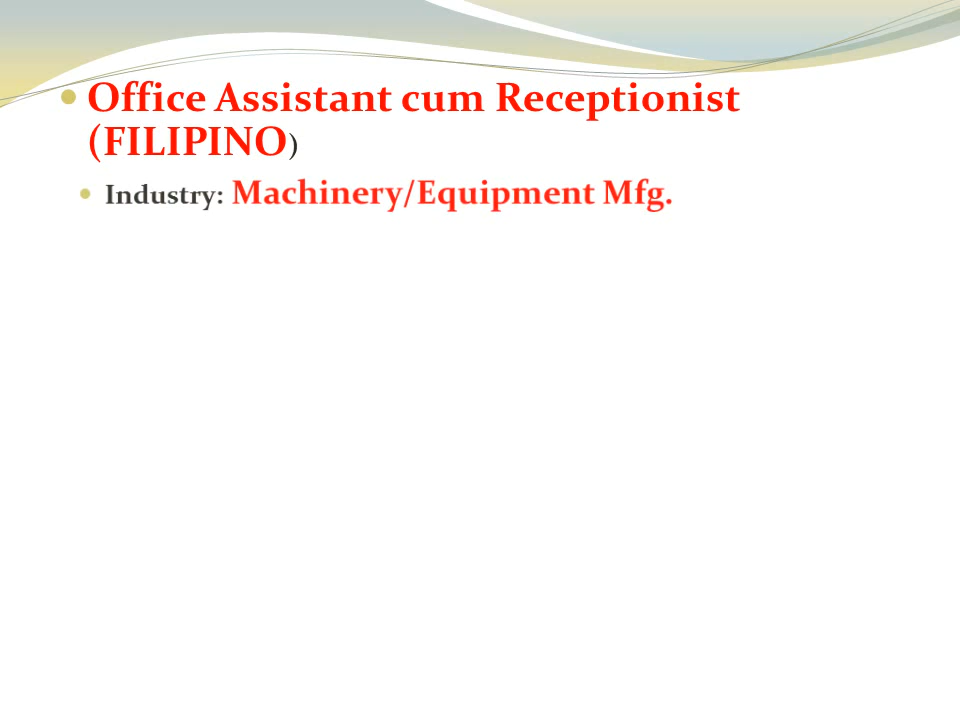 Office Assistant cum Receptionist
(FILIPINO)
Industry: Machinery/Equipment Mfg.